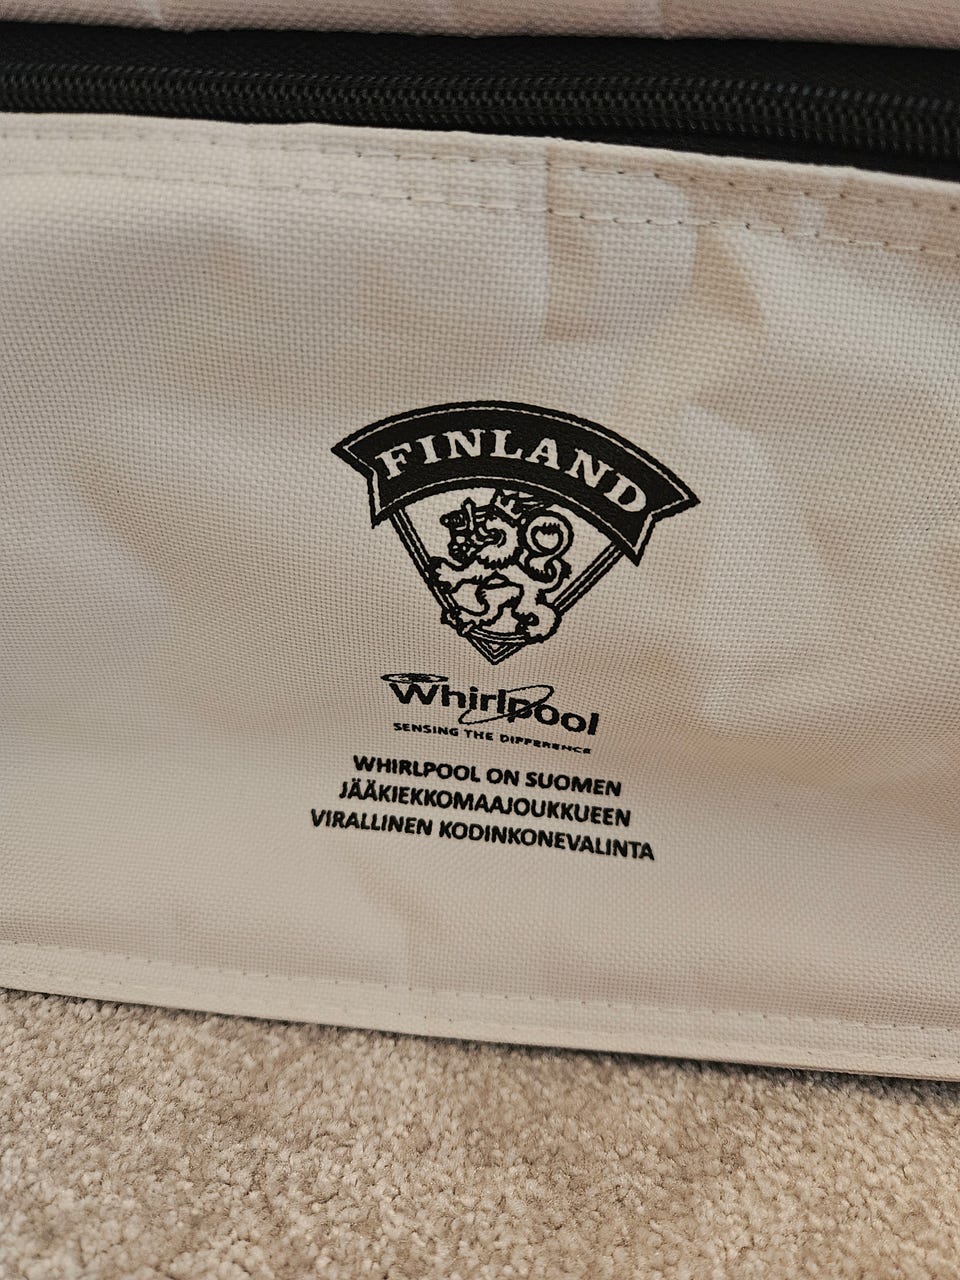 FINLAND
Whirlpool
SENSING THE DIFFERENCE
WHIRLPOOL ON SUOMEN
JÄÄKIEKKOMAAJOUKKUEEN
VIRALLINEN KODINKONEVALINTA